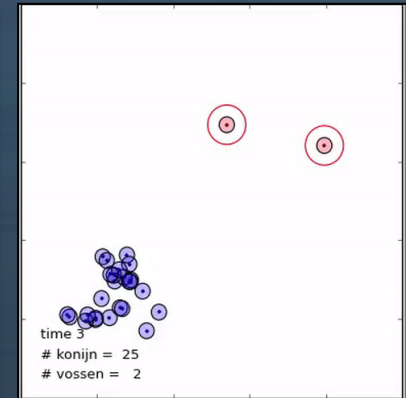 time 3
# konijn = 25
# vossen = 2